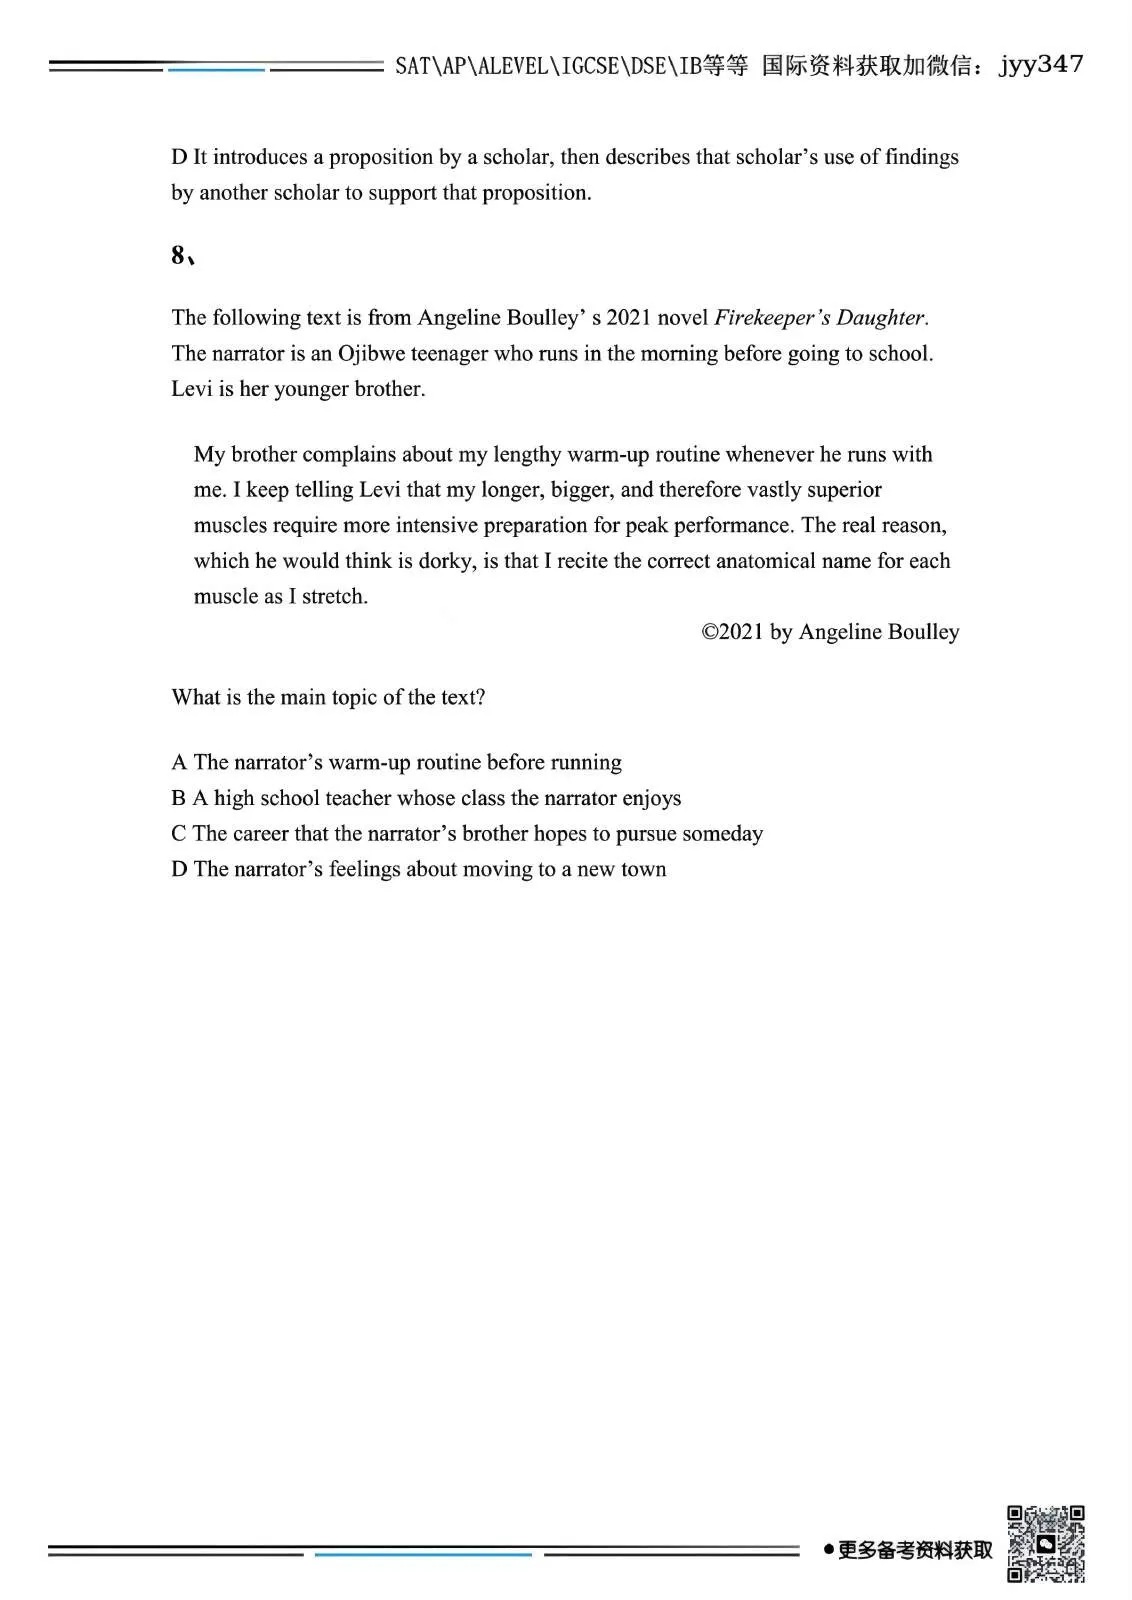 SAT\AP\ALEVEL\IGCSE\DSE\IB等等 国际资料获取加微信：jyy347
D It introduces a proposition by a scholar, then describes that scholar’s use of findings
by another scholar to support that proposition.
8、
The following text is from Angeline Boulley’ s 2021 novel Firekeeper’s Daughter.
The narrator is an Ojibwe teenager who runs in the morning before going to school.
Levi is her younger brother.
My brother complains about my lengthy warm-up routine whenever he runs with
me. I keep telling Levi that my longer, bigger, and therefore vastly superior
muscles require more intensive preparation for peak performance. The real reason,
which he would think is dorky, is that I recite the correct anatomical name for each
muscle as I stretch.
©2021 by Angeline Boulley
What is the main topic of the text?
A The narrator’s warm-up routine before running
B A high school teacher whose class the narrator enjoys
C The career that the narrator’s brother hopes to pursue someday
D The narrator’s feelings about moving to a new town
●更多备考资料获取